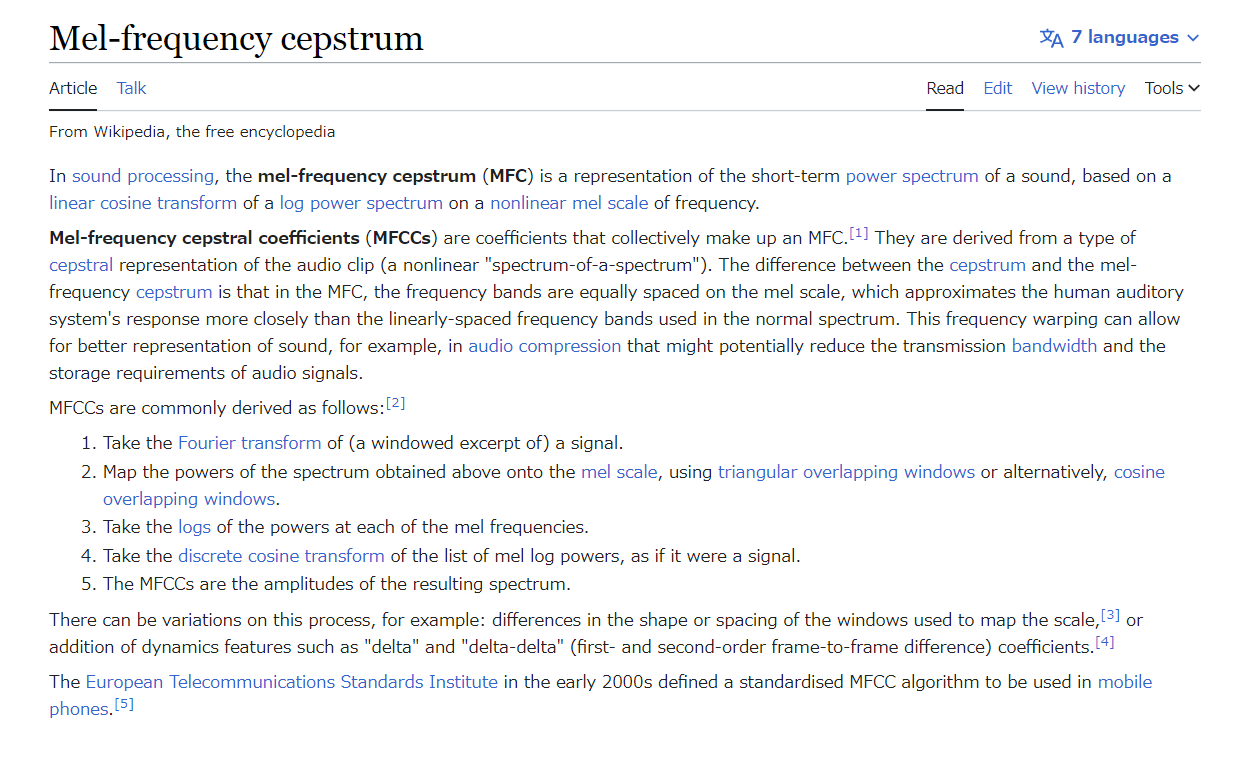 Mel-frequency cepstrum
7 languages
Article Talk Read Edit View history Tools
From Wikipedia, the free encyclopedia
In sound processing, the mel-frequency cepstrum (MFC) is a representation of the short-term power spectrum of a sound, based on a
linear cosine transform of a log power spectrum on a nonlinear mel scale of frequency.
Mel-frequency cepstral coefficients (MFCCs) are coefficients that collectively make up an MFC.[1] They are derived from a type of
cepstral representation of the audio clip (a nonlinear "spectrum-of-a-spectrum"). The difference between the cepstrum and the mel-
frequency cepstrum is that in the MFC, the frequency bands are equally spaced on the mel scale, which approximates the human auditory
system's response more closely than the linearly-spaced frequency bands used in the normal spectrum. This frequency warping can allow
for better representation of sound, for example, in audio compression that might potentially reduce the transmission bandwidth and the
storage requirements of audio signals.
MFCCs are commonly derived as follows:[2]
1. Take the Fourier transform of (a windowed excerpt of) a signal.
2. Map the powers of the spectrum obtained above onto the mel scale, using triangular overlapping windows or alternatively, cosine
overlapping windows.
3. Take the logs of the powers at each of the mel frequencies.
4. Take the discrete cosine transform of the list of mel log powers, as if it were a signal.
5. The MFCCs are the amplitudes of the resulting spectrum.
There can be variations on this process, for example: differences in the shape or spacing of the windows used to map the scale,[3] or
addition of dynamics features such as "delta" and "delta-delta" (first- and second-order frame-to-frame difference) coefficients.[4]
The European Telecommunications Standards Institute in the early 2000s defined a standardised MFCC algorithm to be used in mobile
phones.[5]